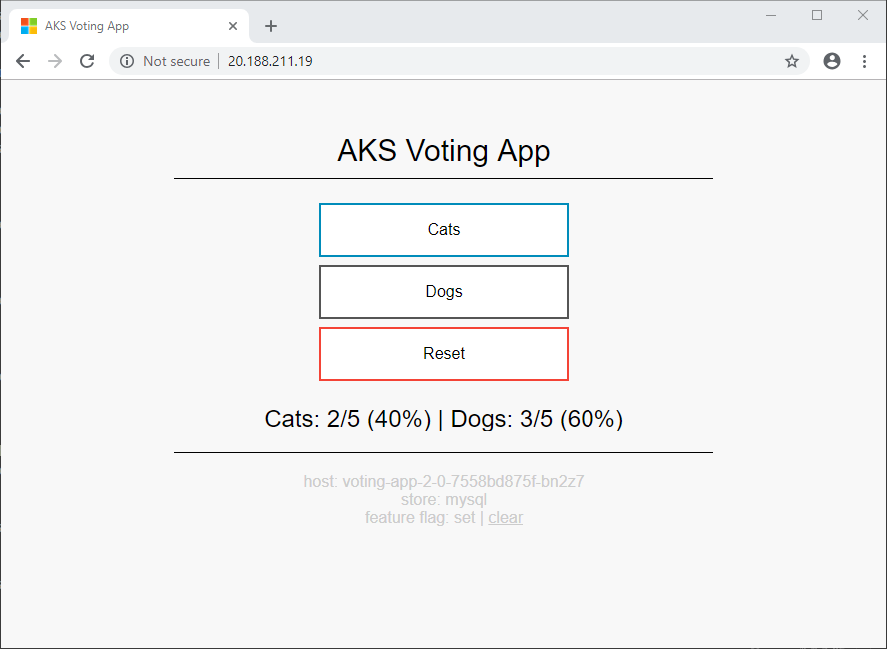 AKS Voting App
Not secure | 20.188.211.19
AKS Voting App
Cats
Dogs
Reset
Cats: 2/5 (40%) | Dogs: 3/5 (60%)
host: voting-app-2-0-7558bd875f-bn2z7
store: mysql
feature flag: set | clear